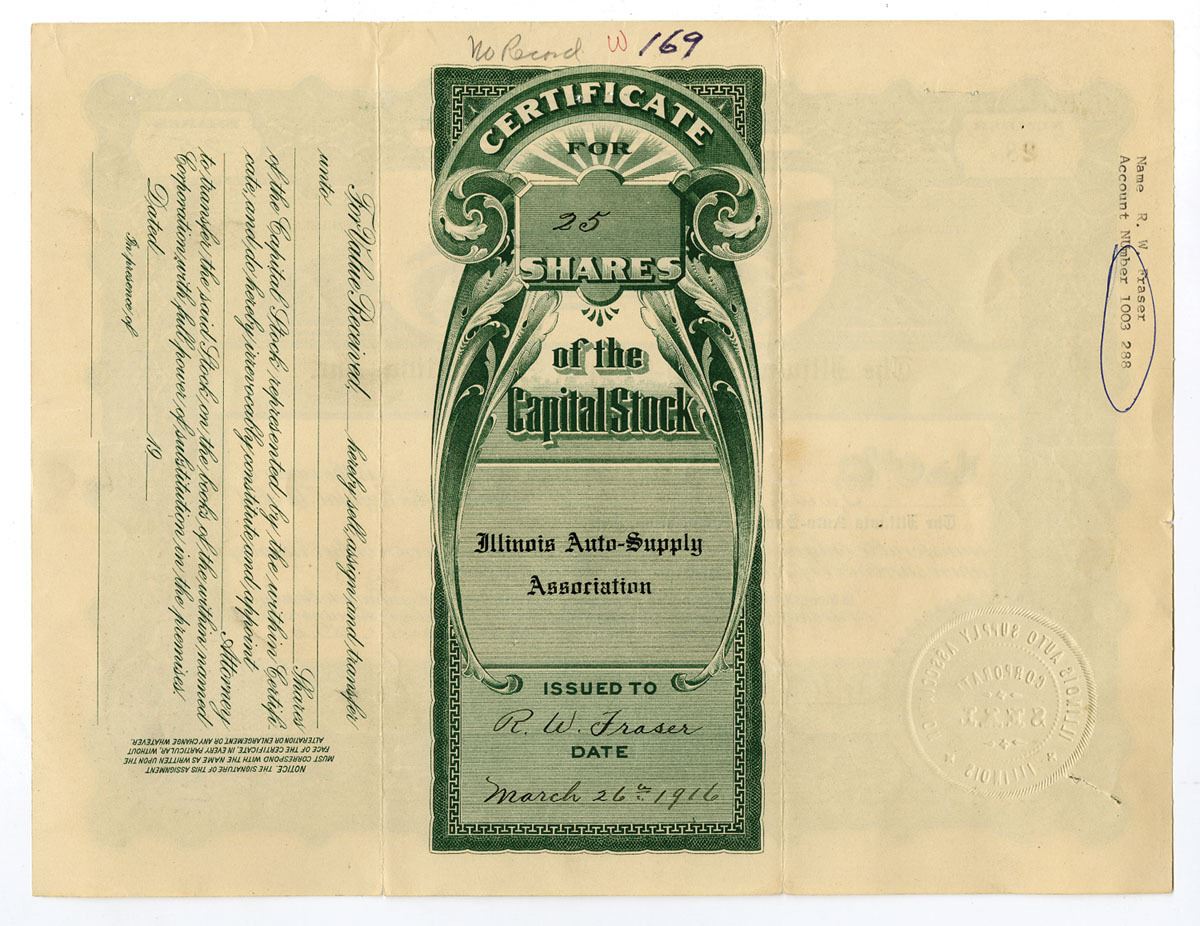 No Record W 169
CERTIFICATE
FOR
25
SHARES
of the
Capital Stock
Illinois Auto-Supply
Association
ISSUED TO
R. W. Fraser
DATE
March 26th 1916
For Value Received, hereby sell, assign and transfer
unto
Shares
of the Capital Stock represented by the within Certifi-
cate, and do hereby irrevocably constitute and appoint
Attorney
to transfer the said Stock on the books of the within named
Corporation, with full power of substitution in the premises.
Dated 19
In presence of
NOTICE. THE SIGNATURE OF THIS ASSIGNMENT
MUST CORRESPOND WITH THE NAME AS WRITTEN UPON THE
FACE OF THE CERTIFICATE, IN EVERY PARTICULAR, WITHOUT
ALTERATION OR ENLARGEMENT OR ANY CHANGE WHATEVER.
Name R. W. Fraser
Account Number 1003 288
ILLINOIS AUTO SUPPLY
SEAL
ILLINOIS